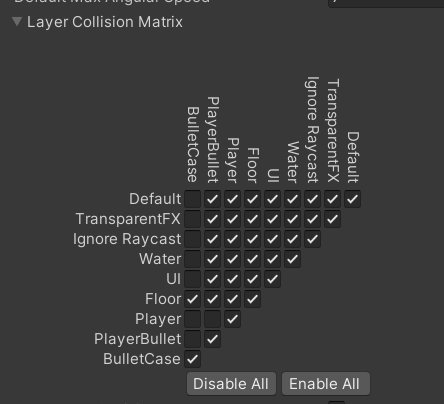 Default Max Angular Speed
Layer Collision Matrix
BulletCase
PlayerBullet
Player
Floor
UI
Water
Ignore Raycast
TransparentFX
Default
Default
TransparentFX
Ignore Raycast
Water
UI
Floor
Player
PlayerBullet
BulletCase
Disable All
Enable All